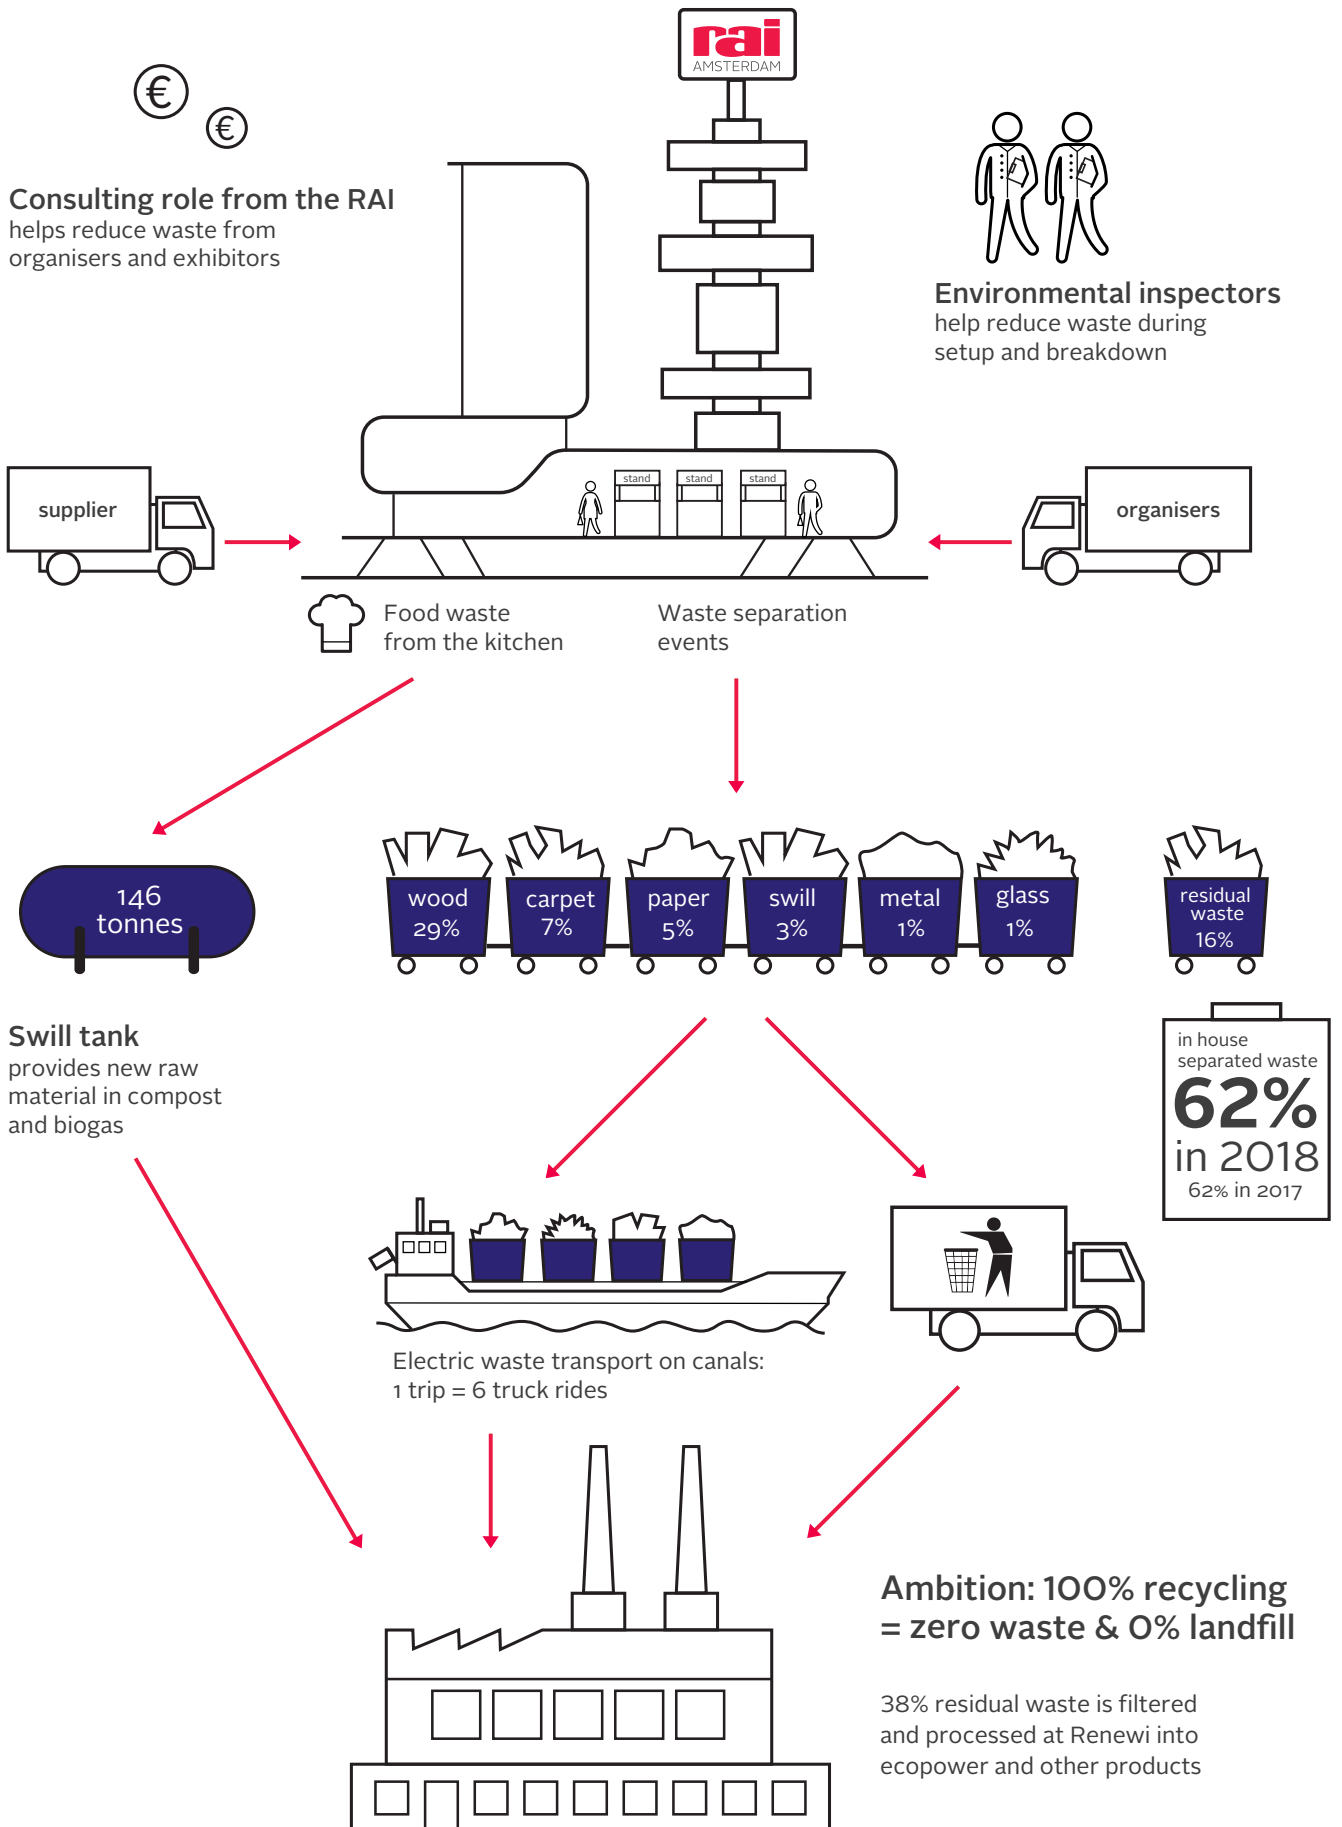 rai
AMSTERDAM
€
€
Consulting role from the RAI
helps reduce waste from
organisers and exhibitors
Environmental inspectors
help reduce waste during
setup and breakdown
supplier
stand
stand
stand
organisers
Food waste
from the kitchen
Waste separation
events
146
tonnes
wood
29%
carpet
7%
paper
5%
swill
3%
metal
1%
glass
1%
residual
waste
16%
Swill tank
provides new raw
material in compost
and biogas
in house
separated waste
62%
in 2018
62% in 2017
Electric waste transport on canals:
1 trip = 6 truck rides
Ambition: 100% recycling
= zero waste & 0% landfill
38% residual waste is filtered
and processed at Renewi into
ecopower and other products